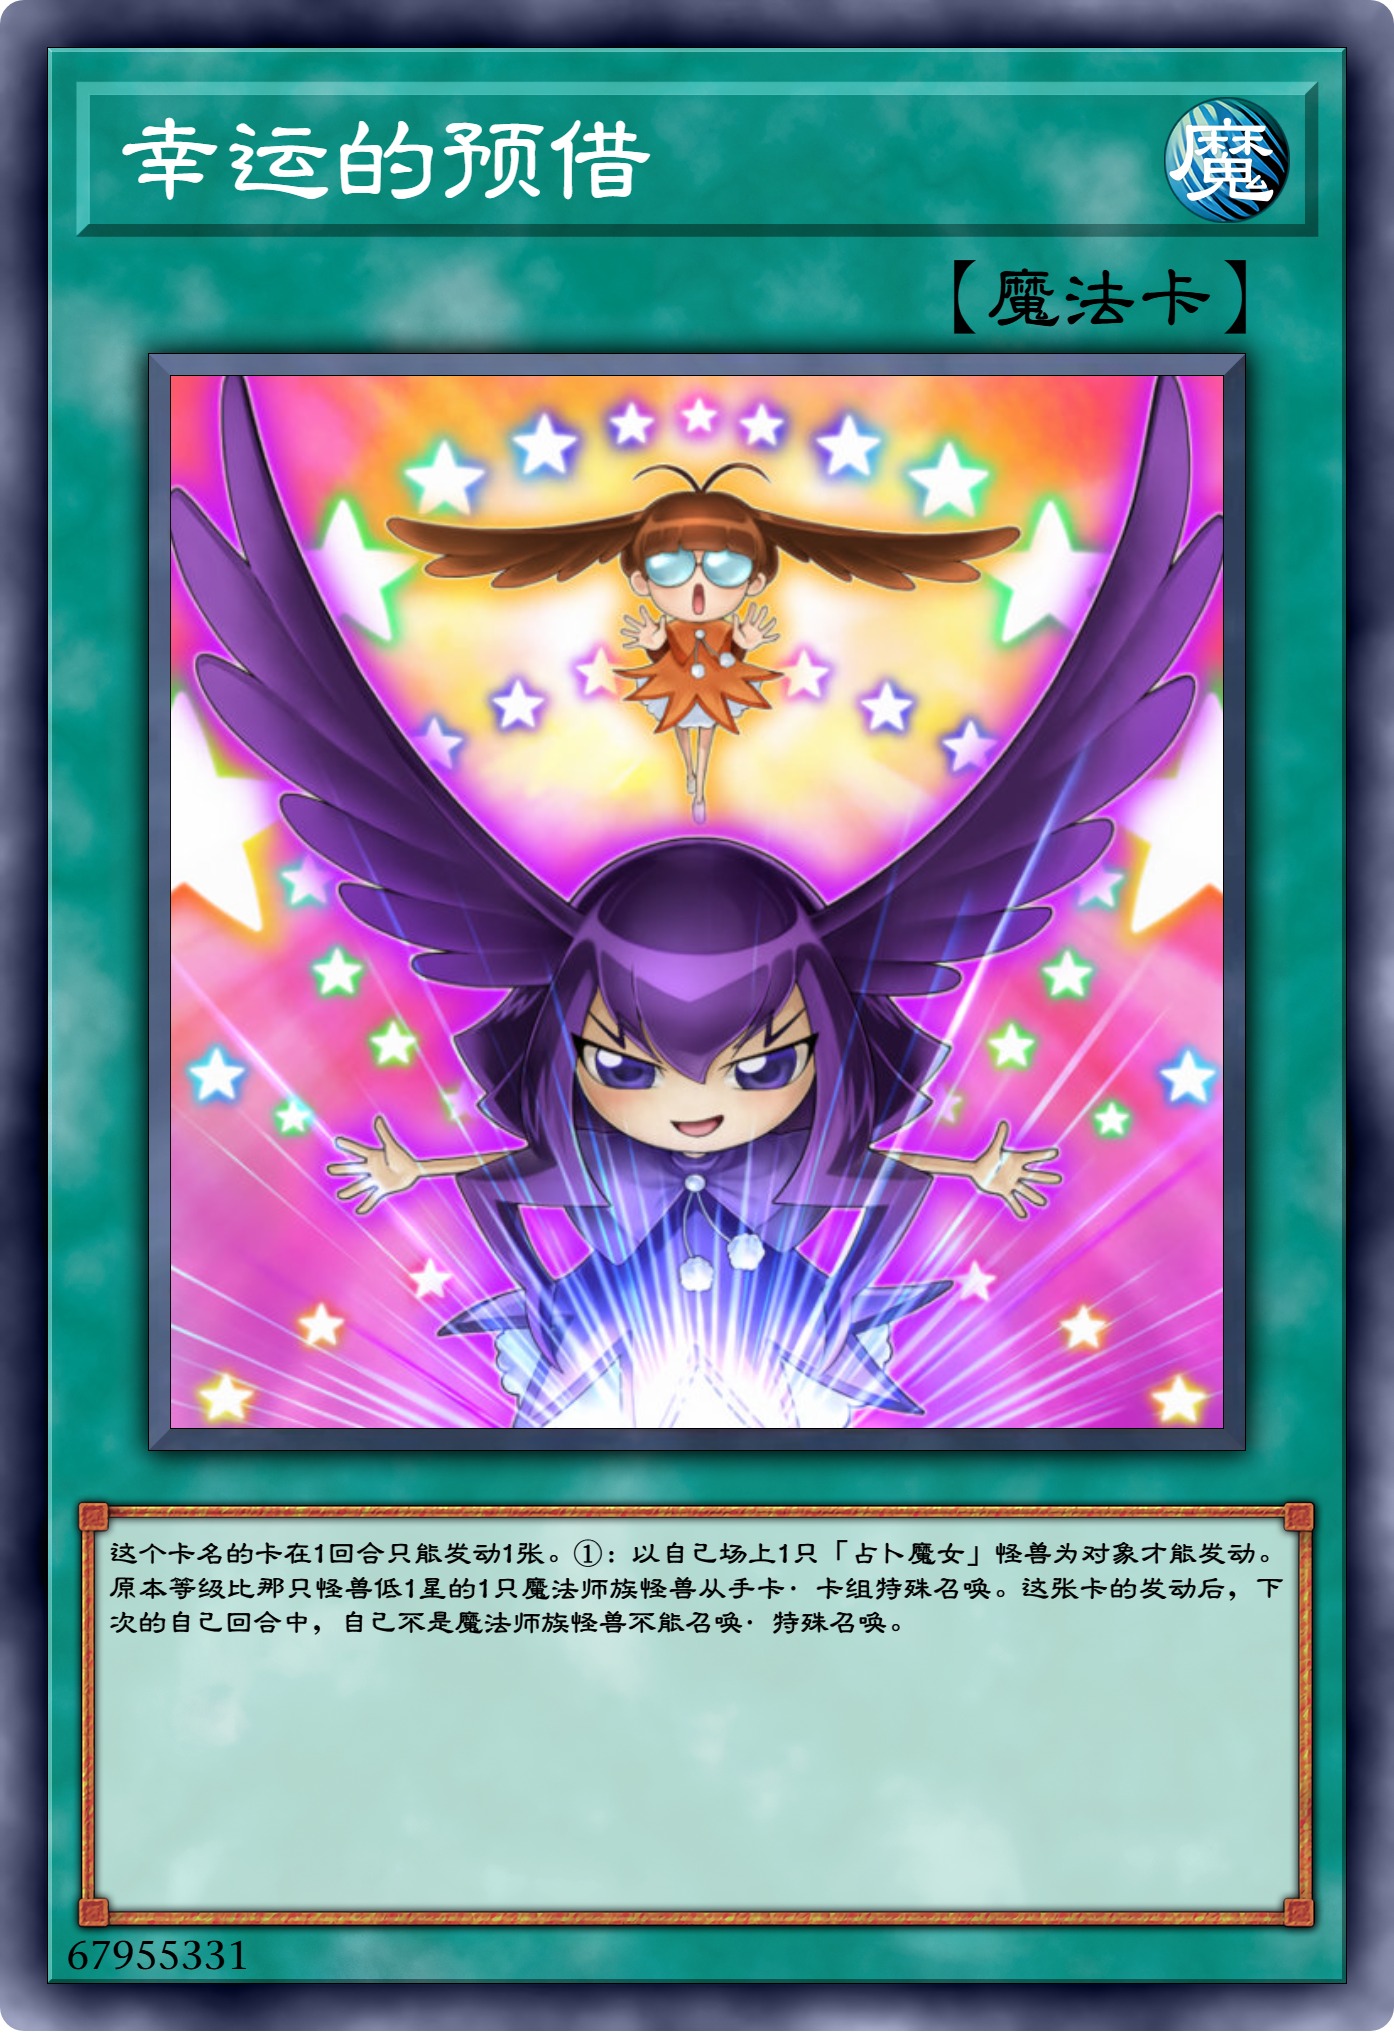 幸运的预借
魔
【魔法卡】
这个卡名的卡在1回合只能发动1张。①：以自己场上1只「占卜魔女」怪兽为对象才能发动。
原本等级比那只怪兽低1星的1只魔法师族怪兽从手卡·卡组特殊召唤。这张卡的发动后，下
次的自己回合中，自己不是魔法师族怪兽不能召唤·特殊召唤。
67955331